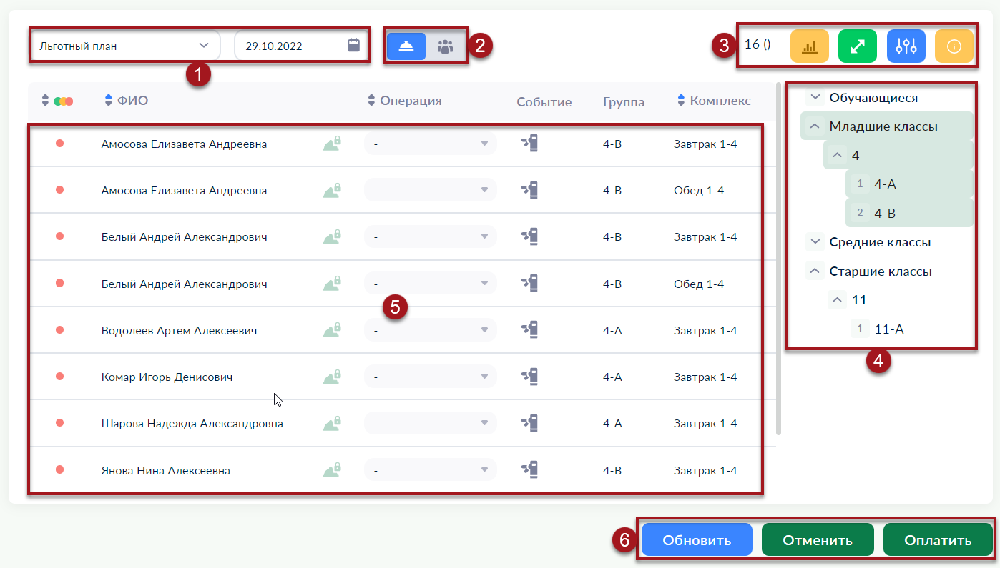 Льготный план 29.10.2022 2 3 16 ()
1
ФИО Операция Событие Группа Комплекс
Амосова Елизавета Андреевна - 4-В Завтрак 1-4
Амосова Елизавета Андреевна - 4-В Обед 1-4
Белый Андрей Александрович - 4-В Завтрак 1-4
Белый Андрей Александрович - 4-В Обед 1-4
5
Водолеев Артем Алексеевич - 4-А Завтрак 1-4
Комар Игорь Денисович - 4-А Завтрак 1-4
Шарова Надежда Александровна - 4-А Завтрак 1-4
Янова Нина Алексеевна - 4-В Завтрак 1-4
Обучающиеся
Младшие классы
4
1 4-А
2 4-В
Средние классы
Старшие классы
11
1 11-А
4
6 Обновить Отменить Оплатить